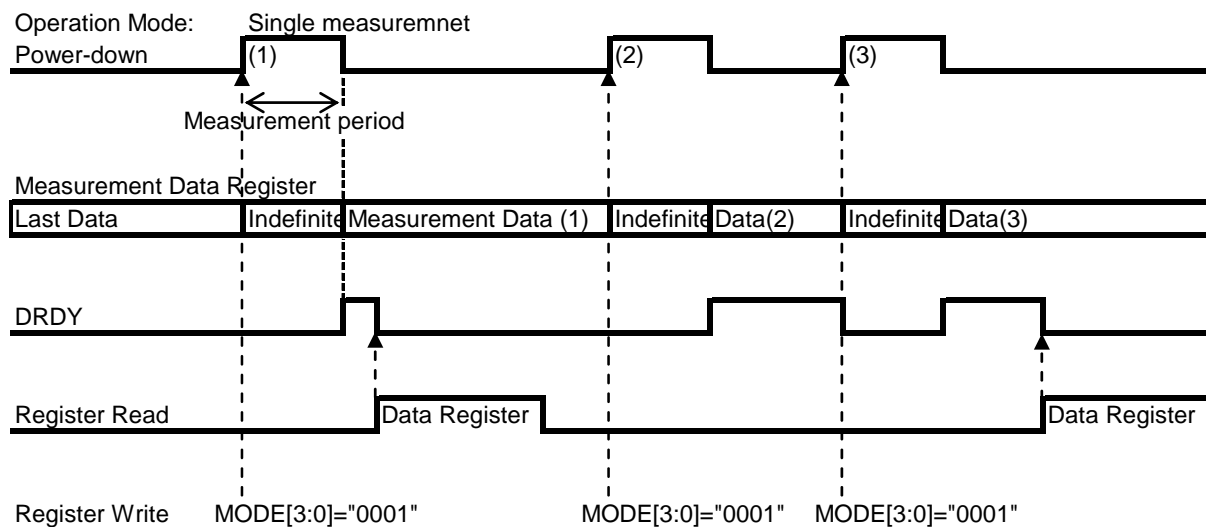 Operation Mode: Single measuremnet
Power-down (1) (2) (3)
Measurement period
Measurement Data Register
Last Data Indefinite Measurement Data (1) Indefinite Data(2) Indefinite Data(3)
DRDY
Register Read Data Register Data Register
Register Write MODE[3:0]="0001" MODE[3:0]="0001" MODE[3:0]="0001"